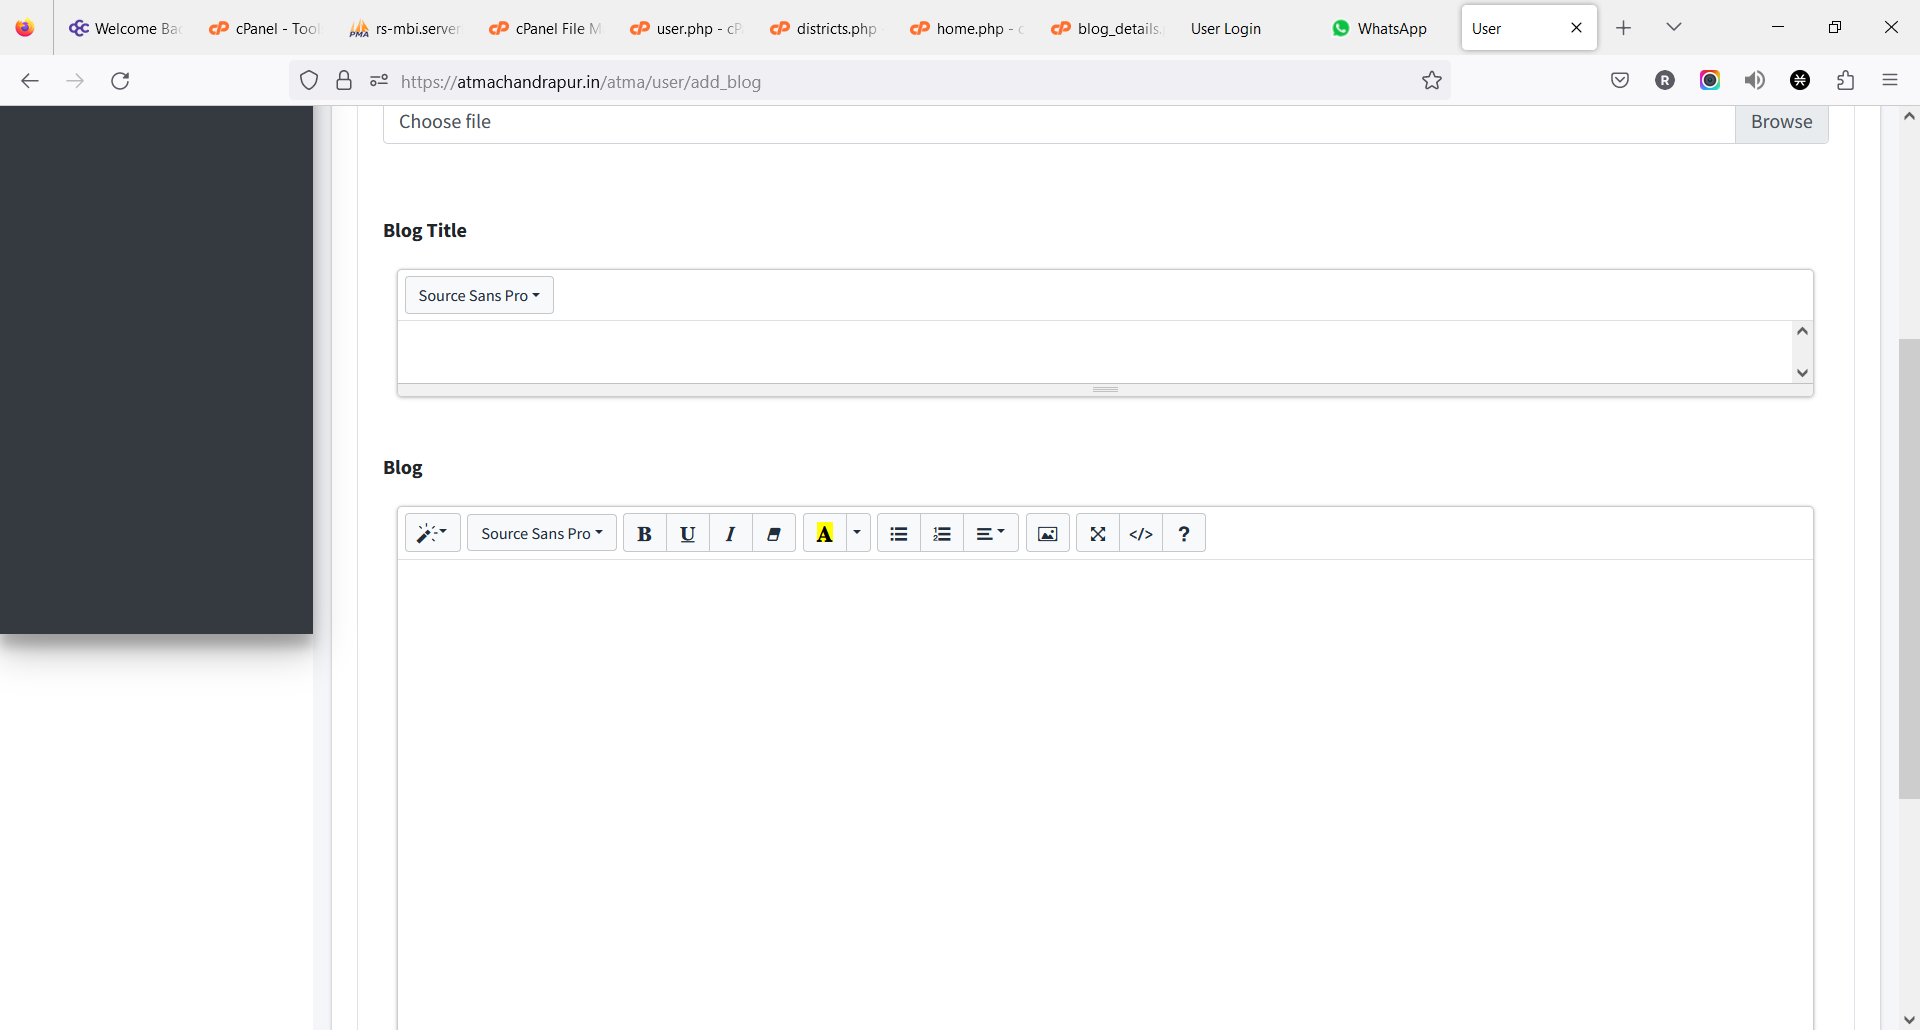 Welcome Bac
cPanel - Tool
PMA
rs-mbi.server
cPanel File M
user.php - cP
districts.php
home.php - c
blog_details.
User Login
WhatsApp
User
https://atmachandrapur.in/atma/user/add_blog
R
Choose file
Browse
Blog Title
Source Sans Pro
Blog
Source Sans Pro
B
U
I
A
</>
?